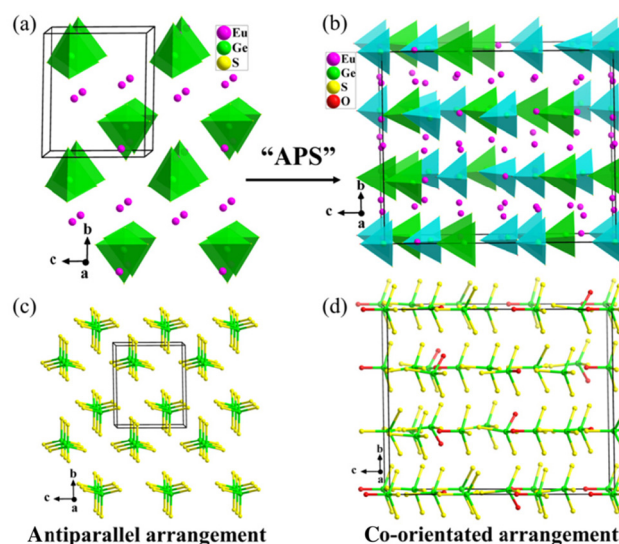 (a)
Eu
Ge
S
b
c
a
"APS"
(b)
Eu
Ge
S
O
b
c
a
(c)
b
c
a
Antiparallel arrangement
(d)
b
c
a
Co-orientated arrangement